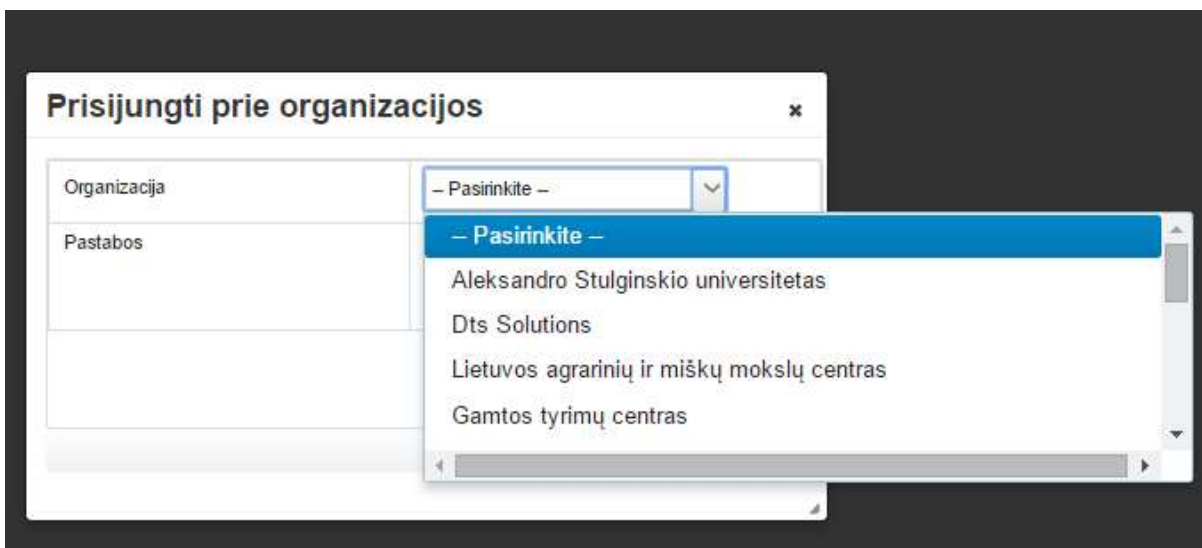 Prisijungti prie organizacijos
Organizacija
– Pasirinkite –
Pastabos
– Pasirinkite –
Aleksandro Stulginskio universitetas
Dts Solutions
Lietuvos agrarinių ir miškų mokslų centras
Gamtos tyrimų centras